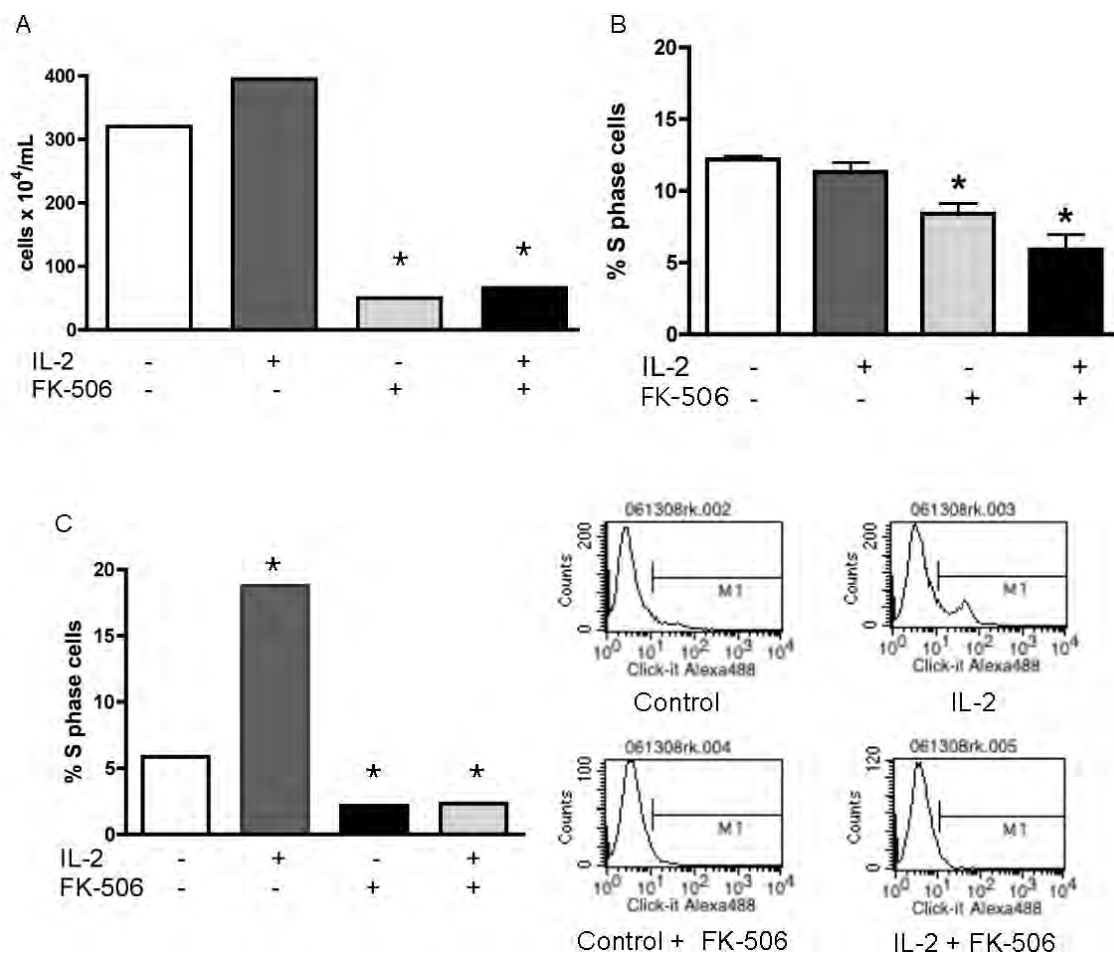 A
cells x 10⁴/mL
400
300
200
100
0
IL-2 - + - +
FK-506 - - + +
B
% S phase cells
20
15
10
5
0
* *
IL-2 - + - +
FK-506 - - + +
* *
C
% S phase cells
20
15
10
5
0
* * *
IL-2 - + - +
FK-506 - - + +
061308rk.002
Counts
200
0
M1
10⁰ 10¹ 10² 10³ 10⁴
Click-it Alexa488
Control
061308rk.003
Counts
200
0
M1
10⁰ 10¹ 10² 10³ 10⁴
Click-it Alexa488
IL-2
061308rk.004
Counts
100
0
M1
10⁰ 10¹ 10² 10³ 10⁴
Click-it Alexa488
Control + FK-506
061308rk.005
Counts
120
0
M1
10⁰ 10¹ 10² 10³ 10⁴
Click-it Alexa488
IL-2 + FK-506